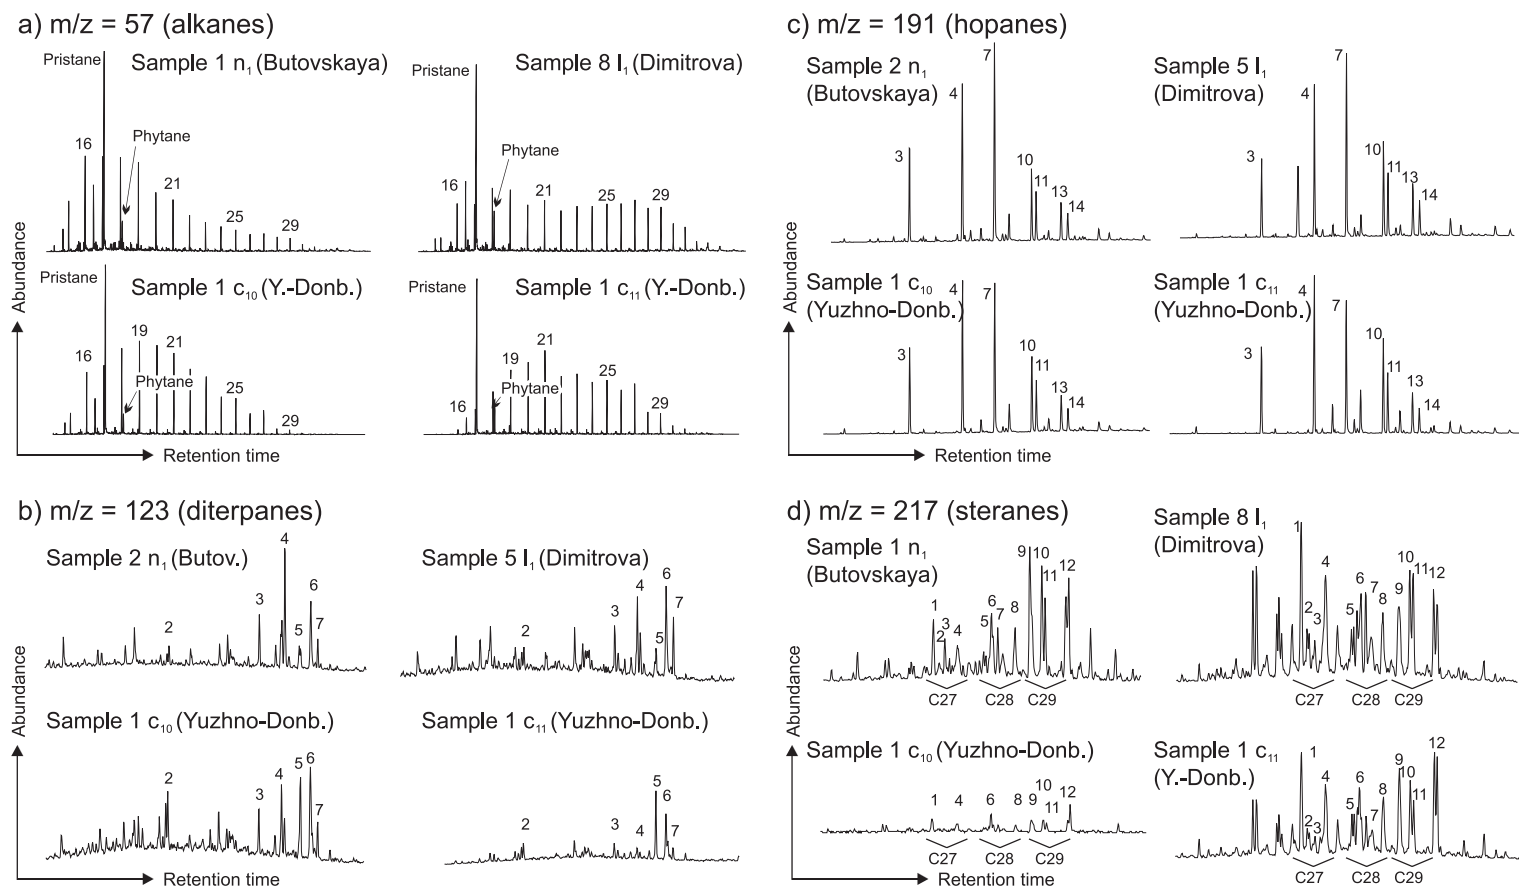 a) m/z = 57 (alkanes)
Pristane
Sample 1 n₁ (Butovskaya)
Phytane
16
21
25
29
Pristane
Sample 8 l₁ (Dimitrova)
Phytane
16
21
25
29
Pristane
Sample 1 c₁₀ (Y.-Donb.)
16
19
21
Phytane
25
29
Pristane
Sample 1 c₁₁ (Y.-Donb.)
16
19
21
Phytane
25
29
Abundance
Retention time
c) m/z = 191 (hopanes)
Sample 2 n₁
(Butovskaya)
3
4
7
10
11
13
14
Sample 5 l₁
(Dimitrova)
3
4
7
10
11
13
14
Sample 1 c₁₀
(Yuzhno-Donb.)
3
4
7
10
11
13
14
Sample 1 c₁₁
(Yuzhno-Donb.)
3
4
7
10
11
13
14
Abundance
Retention time
b) m/z = 123 (diterpanes)
Sample 2 n₁ (Butov.)
2
3
4
5
6
7
Sample 5 l₁ (Dimitrova)
2
3
4
5
6
7
Sample 1 c₁₀ (Yuzhno-Donb.)
2
3
4
5
6
7
Sample 1 c₁₁ (Yuzhno-Donb.)
2
3
4
5
6
7
Abundance
Retention time
d) m/z = 217 (steranes)
Sample 1 n₁
(Butovskaya)
1
2
3
4
5
6
7
8
9
10
11
12
C27
C28
C29
Sample 8 l₁
(Dimitrova)
1
2
3
4
5
6
7
8
9
10
11
12
C27
C28
C29
Sample 1 c₁₀ (Yuzhno-Donb.)
1
4
6
8
9
10
11
12
C27
C28
C29
Sample 1 c₁₁
(Y.-Donb.)
1
2
3
4
5
6
7
8
9
10
11
12
C27
C28
C29
Abundance
Retention time